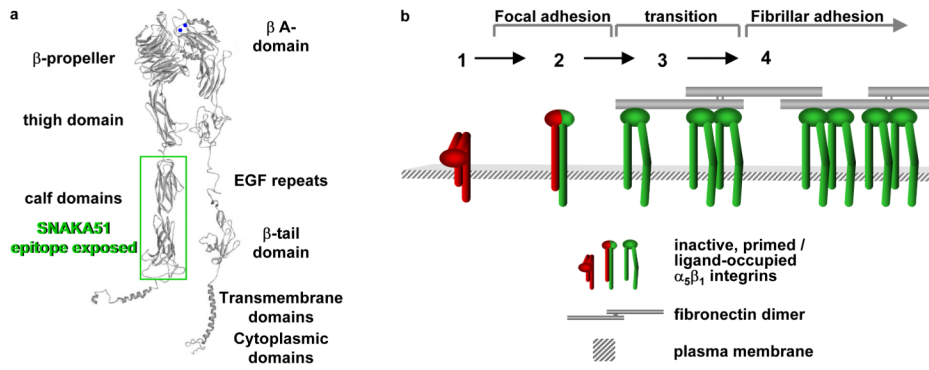 a
β-propeller
thigh domain
calf domains
SNAKA51
epitope exposed
β A-
domain
EGF repeats
β-tail
domain
Transmembrane
domains
Cytoplasmic
domains
b
Focal adhesion
transition
Fibrillar adhesion
1
2
3
4
inactive, primed /
ligand-occupied
α5β1 integrins
fibronectin dimer
plasma membrane